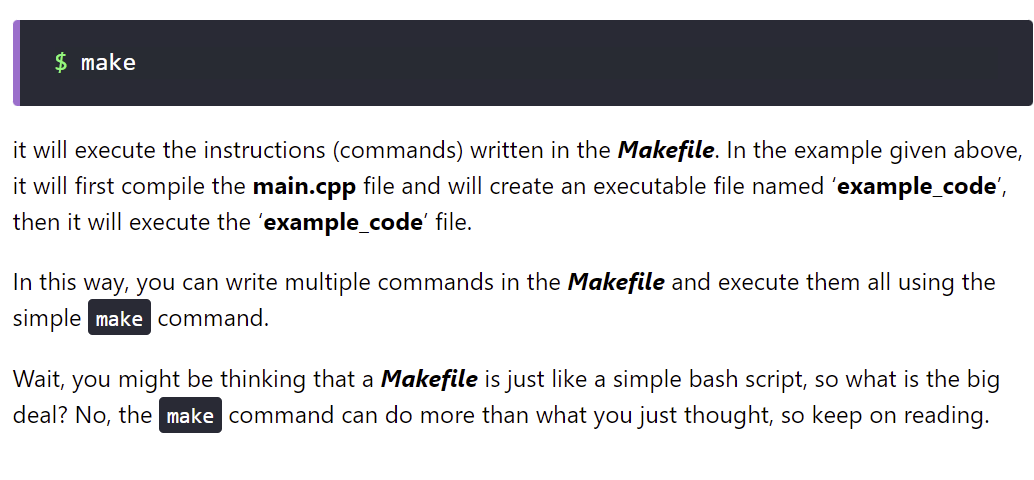 $ make
it will execute the instructions (commands) written in the Makefile. In the example given above,
it will first compile the main.cpp file and will create an executable file named ‘example_code’,
then it will execute the ‘example_code’ file.
In this way, you can write multiple commands in the Makefile and execute them all using the
simple make command.
Wait, you might be thinking that a Makefile is just like a simple bash script, so what is the big
deal? No, the make command can do more than what you just thought, so keep on reading.